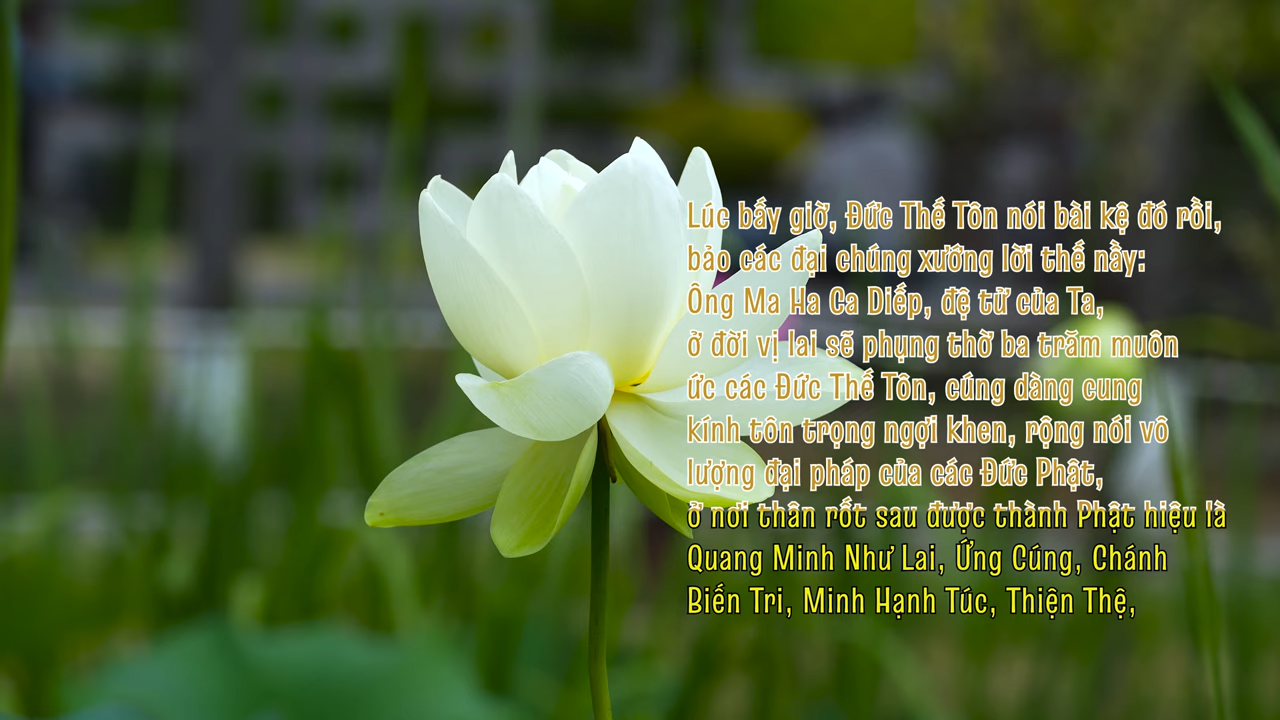 Lúc bấy giờ, Đức Thế Tôn nói bài kệ đó rồi,
bảo các đại chúng xướng lời thế nầy:
Ông Ma Ha Ca Diếp, đệ tử của Ta,
ở đời vị lai sẽ phụng thờ ba trăm muôn
ức các Đức Thế Tôn, cúng dàng cung
kính tôn trọng ngợi khen, rộng nói vô
lượng đại pháp của các Đức Phật,
ở nơi thân rốt sau được thành Phật hiệu là
Quang Minh Như Lai, Ứng Cúng, Chánh
Biến Tri, Minh Hạnh Túc, Thiện Thệ,